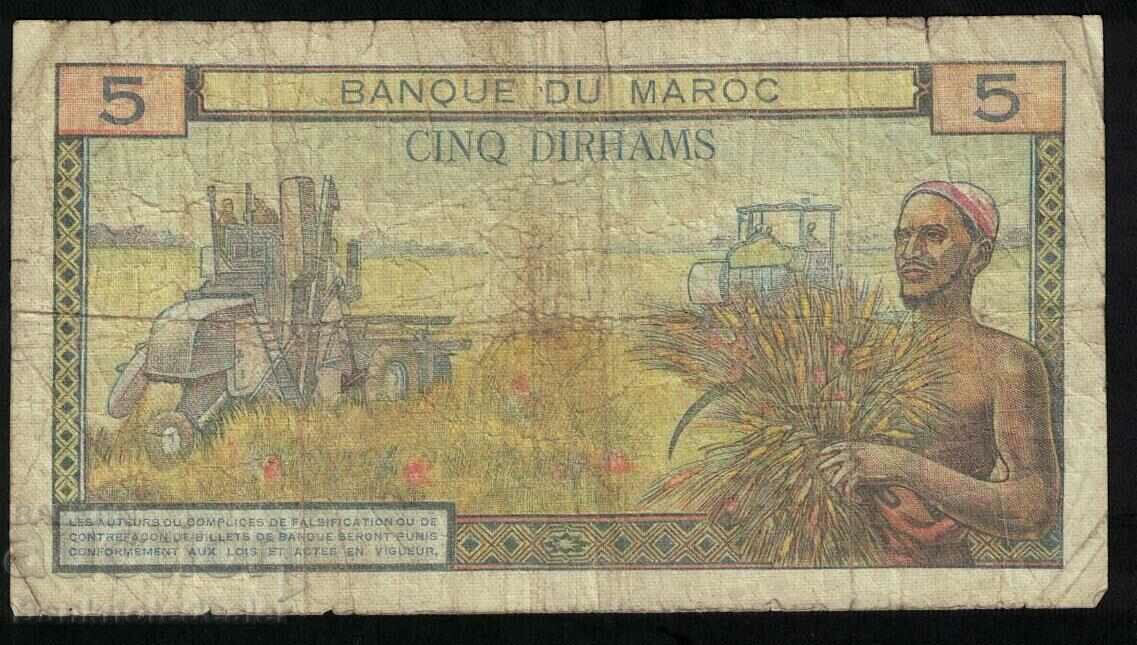 5 BANQUE DU MAROC 5
CINQ DIRHAMS
LES AUTEURS OU COMPLICES DE FALSIFICATION OU DE
CONTREFAÇON DE BILLETS DE BANQUE SERONT PUNIS
CONFORMEMENT AUX LOIS ET ACTES EN VIGUEUR.